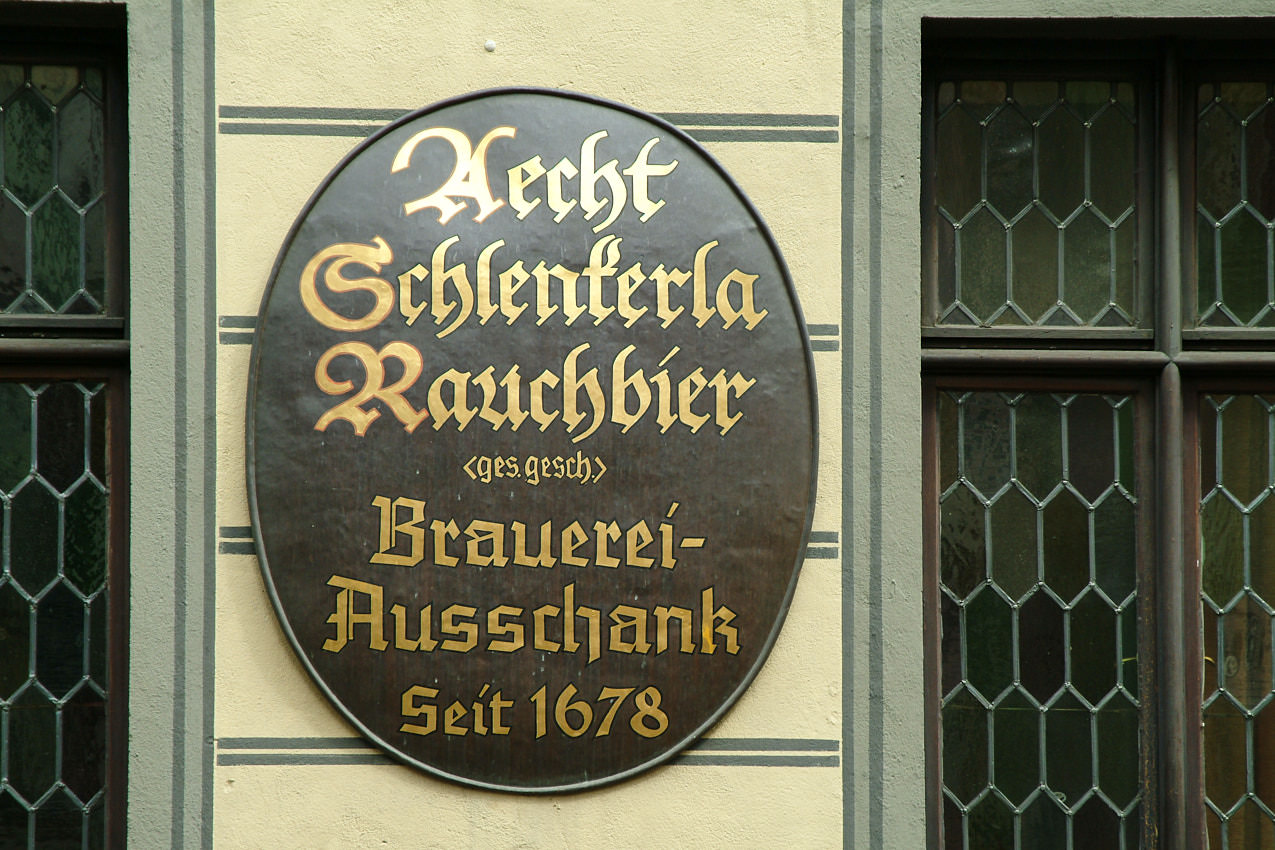 Aecht
Schlenkerla
Rauchbier
<ges. gesch.>
Brauerei-
Ausschank
Seit 1678